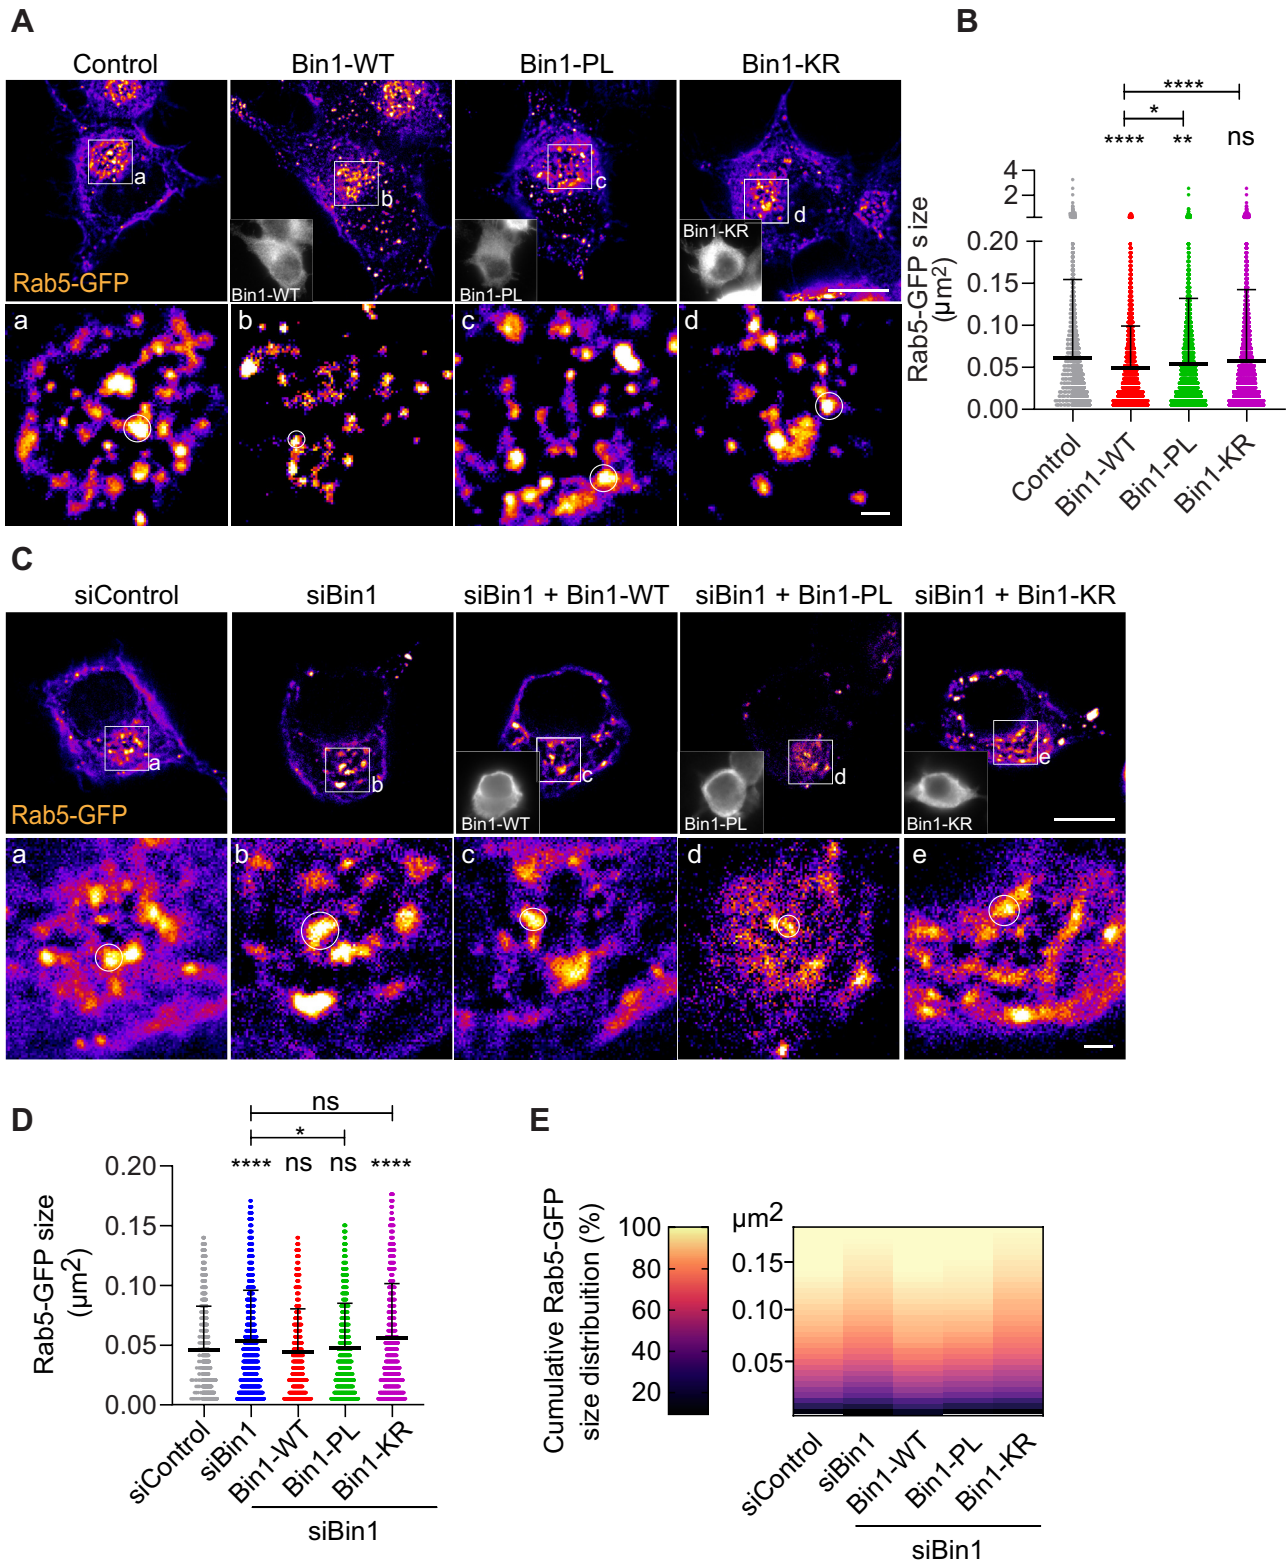 A
B
Control
Bin1-WT
Bin1-PL
Bin1-KR
a
b
c
d
Rab5-GFP
Bin1-WT
Bin1-PL
Bin1-KR
a
b
c
d
****
*
****
**
ns
Rab5-GFP s ize
(µm²)
4
2
0.20
0.15
0.10
0.05
0.00
Control
Bin1-WT
Bin1-PL
Bin1-KR
C
siControl
siBin1
siBin1 + Bin1-WT
siBin1 + Bin1-PL
siBin1 + Bin1-KR
a
b
c
d
e
Rab5-GFP
Bin1-WT
Bin1-PL
Bin1-KR
a
b
c
d
e
D
ns
*
****
ns
ns
****
Rab5-GFP size
(µm²)
0.20
0.15
0.10
0.05
0.00
siControl
siBin1
Bin1-WT
Bin1-PL
Bin1-KR
siBin1
E
Cumulative Rab5-GFP
size distribution (%)
100
80
60
40
20
µm2
0.10
0.05
siControl
siBin1
Bin1-WT
Bin1-PL
Bin1-KR
siBin1